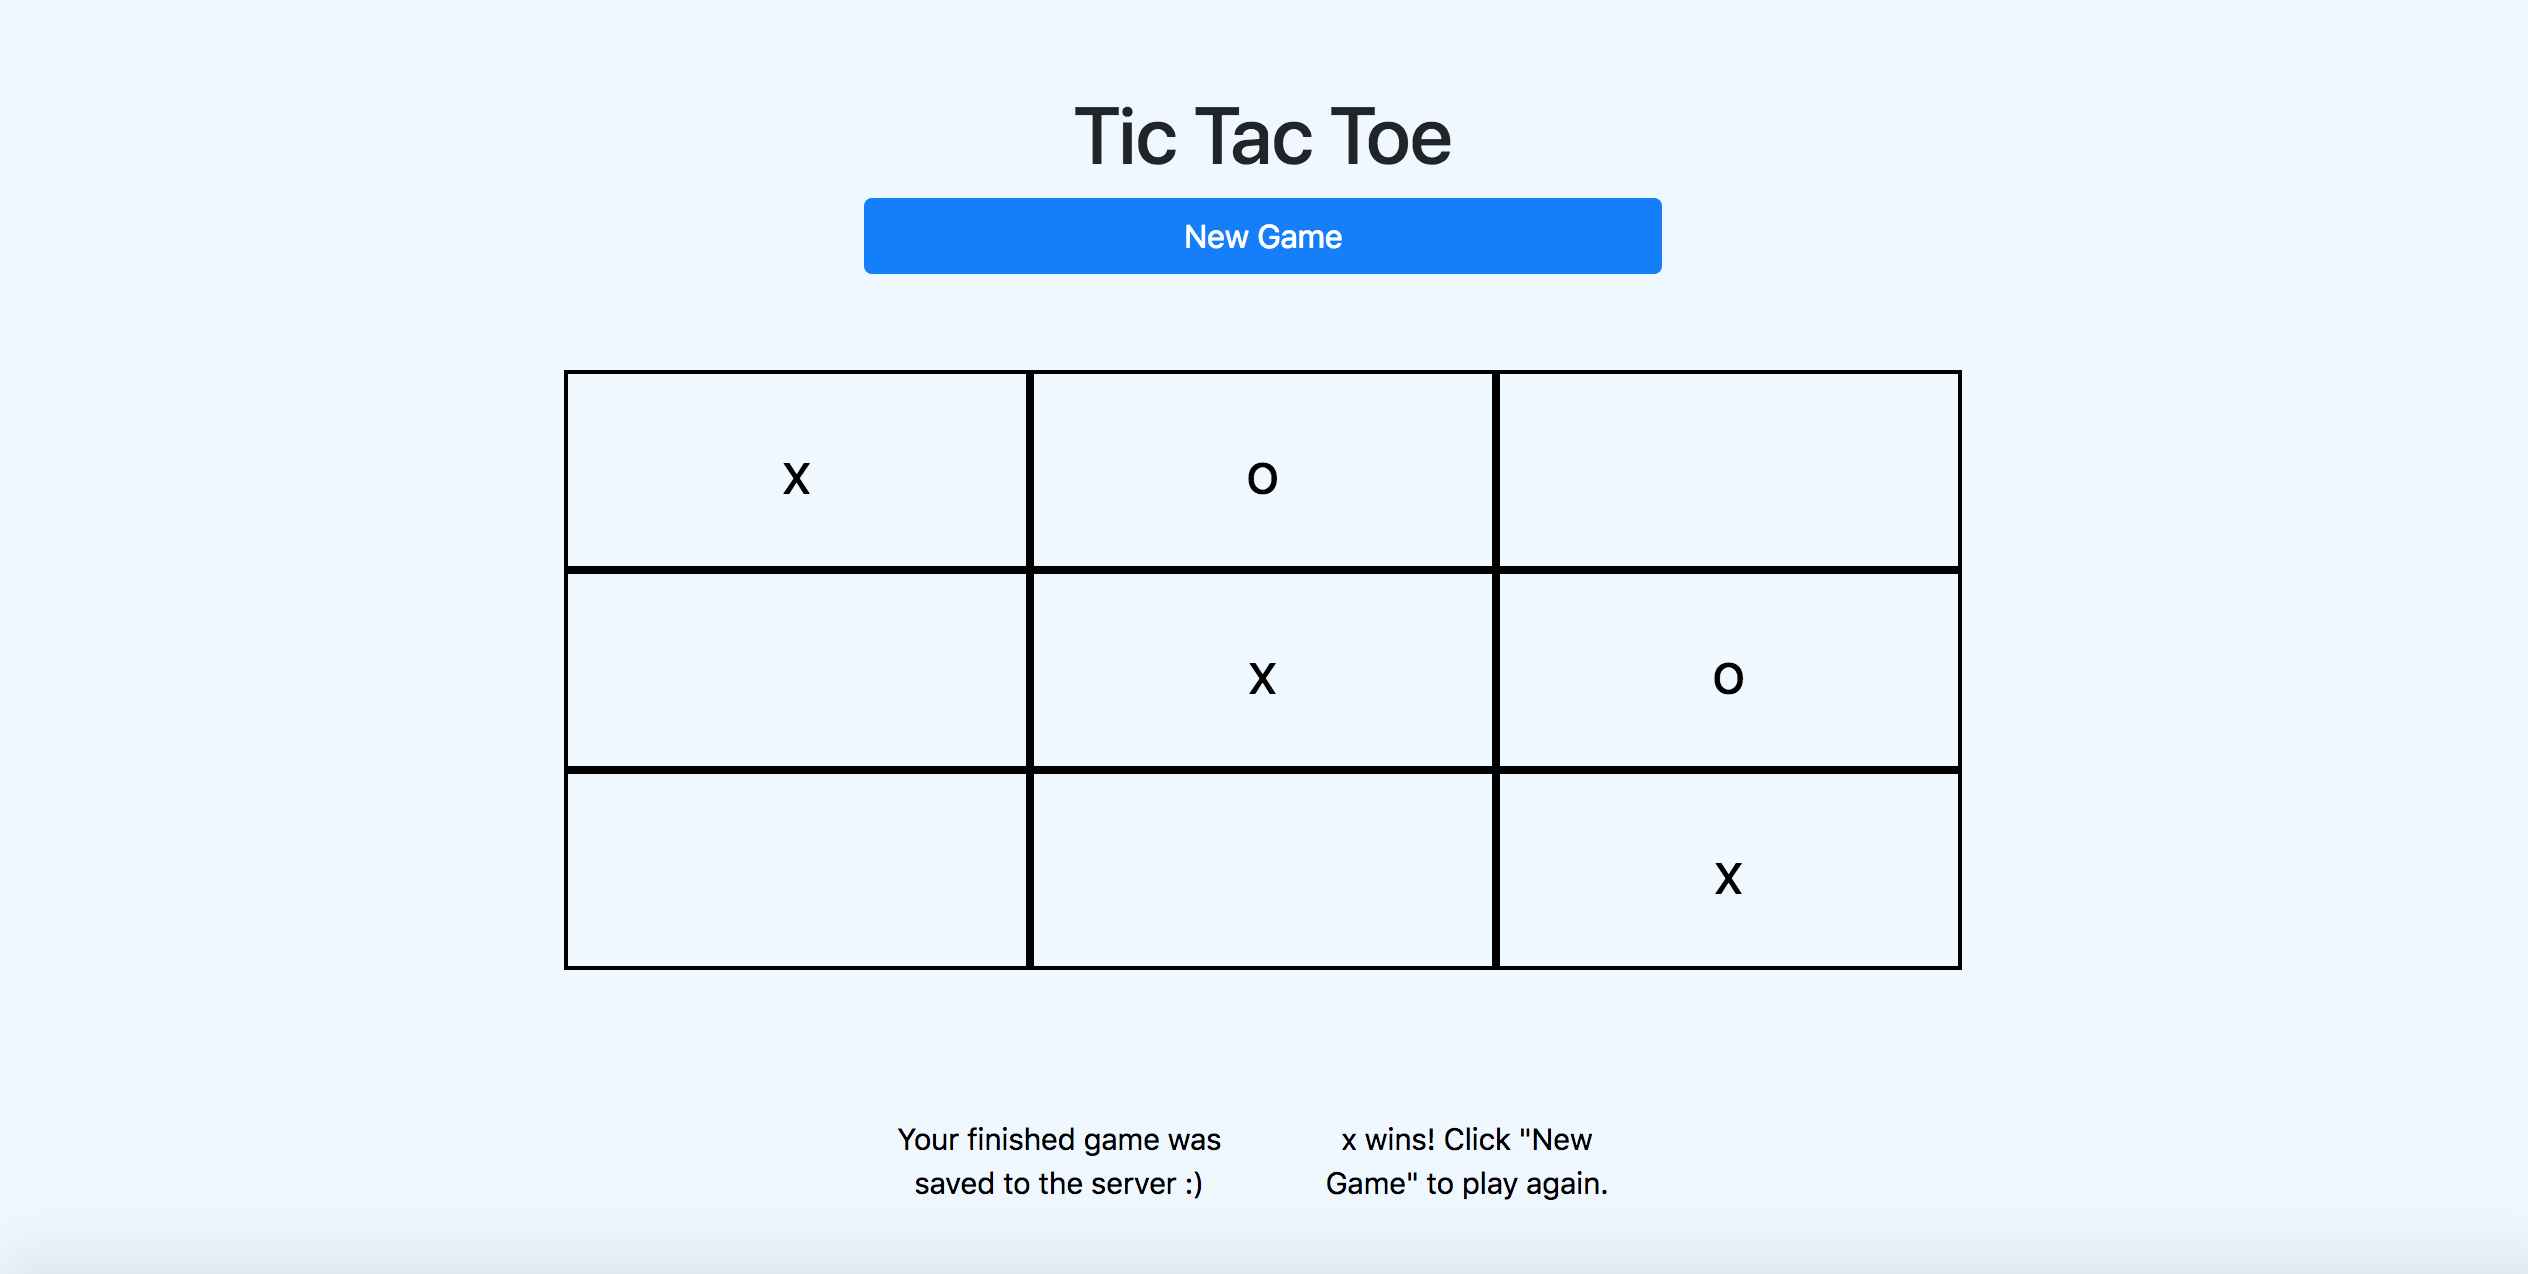 Tic Tac Toe
New Game
x o
x o
x
Your finished game was
saved to the server :)
x wins! Click "New
Game" to play again.